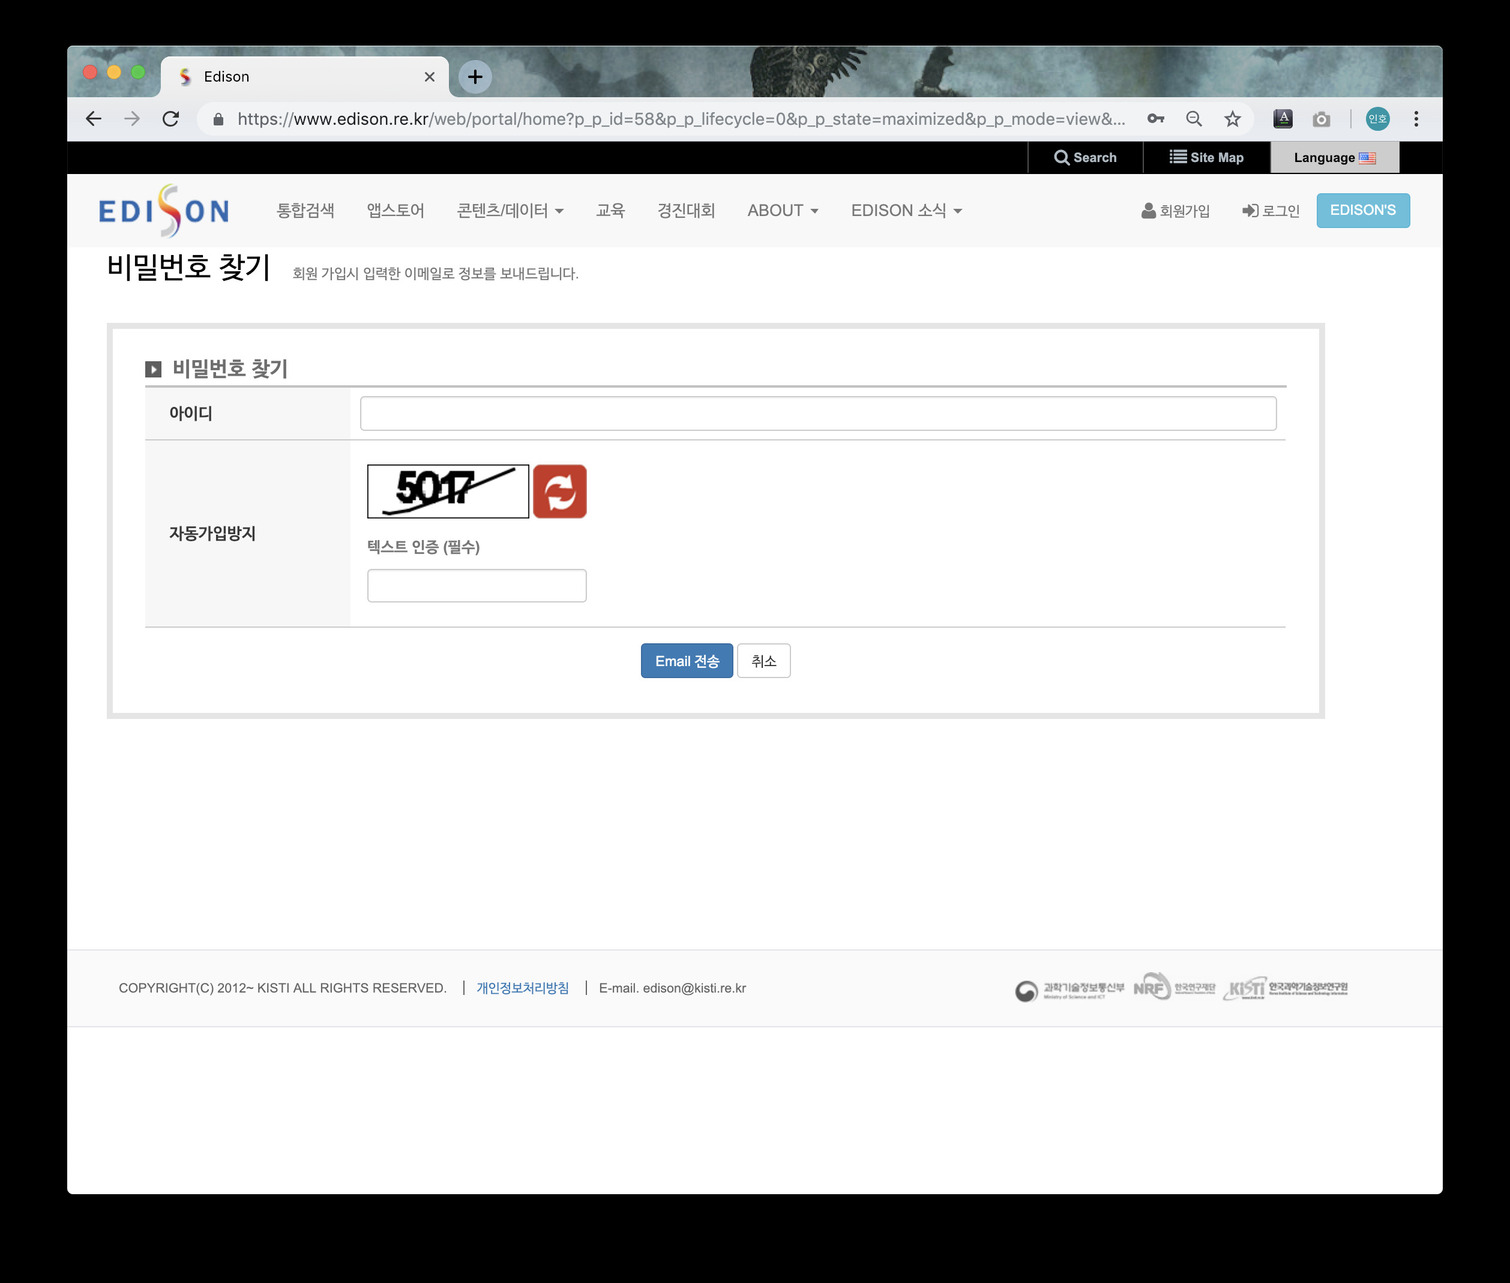 Edison
https://www.edison.re.kr/web/portal/home?p_p_id=58&p_p_lifecycle=0&p_p_state=maximized&p_p_mode=view&...
A
인호
Search
Site Map
Language
EDISON
통합검색
앱스토어
콘텐츠/데이터
교육
경진대회
ABOUT
EDISON 소식
회원가입
로그인
EDISON'S
비밀번호 찾기
회원 가입시 입력한 이메일로 정보를 보내드립니다.
비밀번호 찾기
아이디
자동가입방지
5017
텍스트 인증 (필수)
Email 전송
취소
COPYRIGHT(C) 2012~ KISTI ALL RIGHTS RESERVED. | 개인정보처리방침 | E-mail. edison@kisti.re.kr
과학기술정보통신부
Ministry of Science and ICT
NRF 한국연구재단
KiSTi 한국과학기술정보연구원